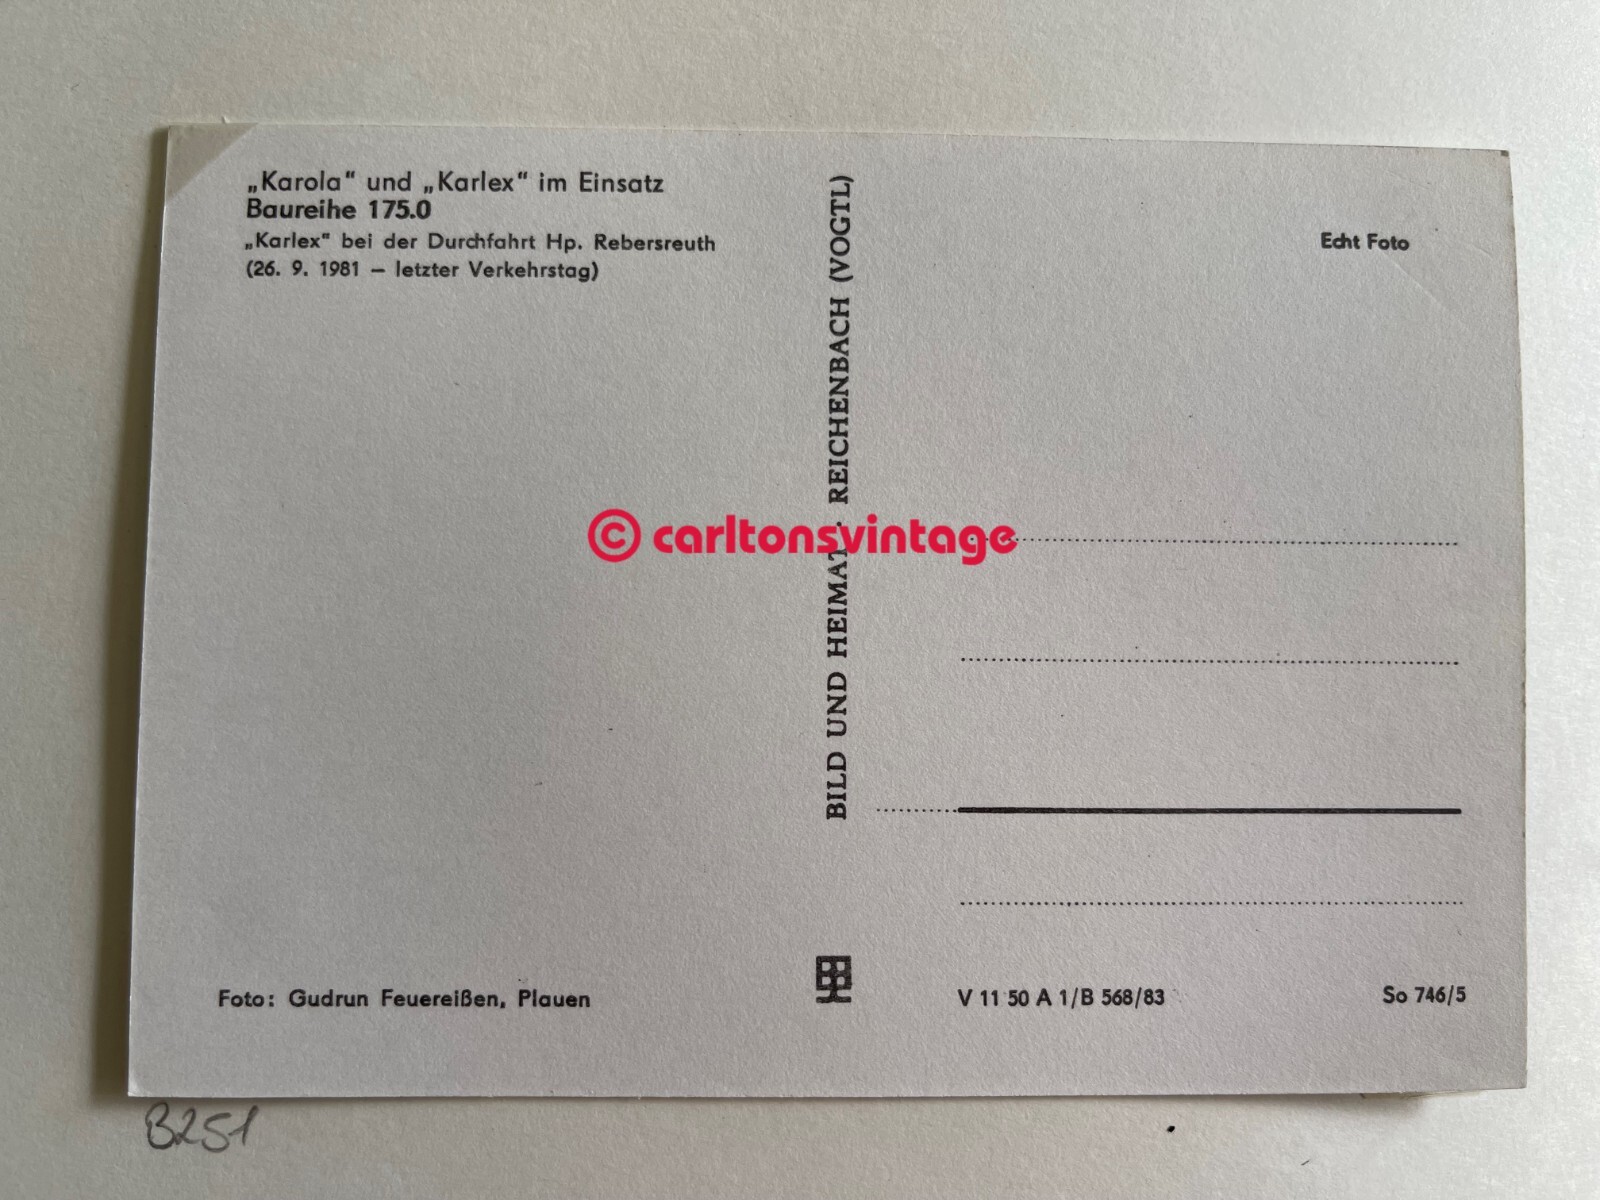 „Karola“ und „Karlex“ im Einsatz
Baureihe 175.0
„Karlex“ bei der Durchfahrt Hp. Rebersreuth
(26. 9. 1981 – letzter Verkehrstag)
BILD UND HEIMAT · REICHENBACH (VOGTL)
Echt Foto
© carltonsvintage
Foto: Gudrun Feuereißen, Plauen
V 11 50 A 1/B 568/83
So 746/5
B251